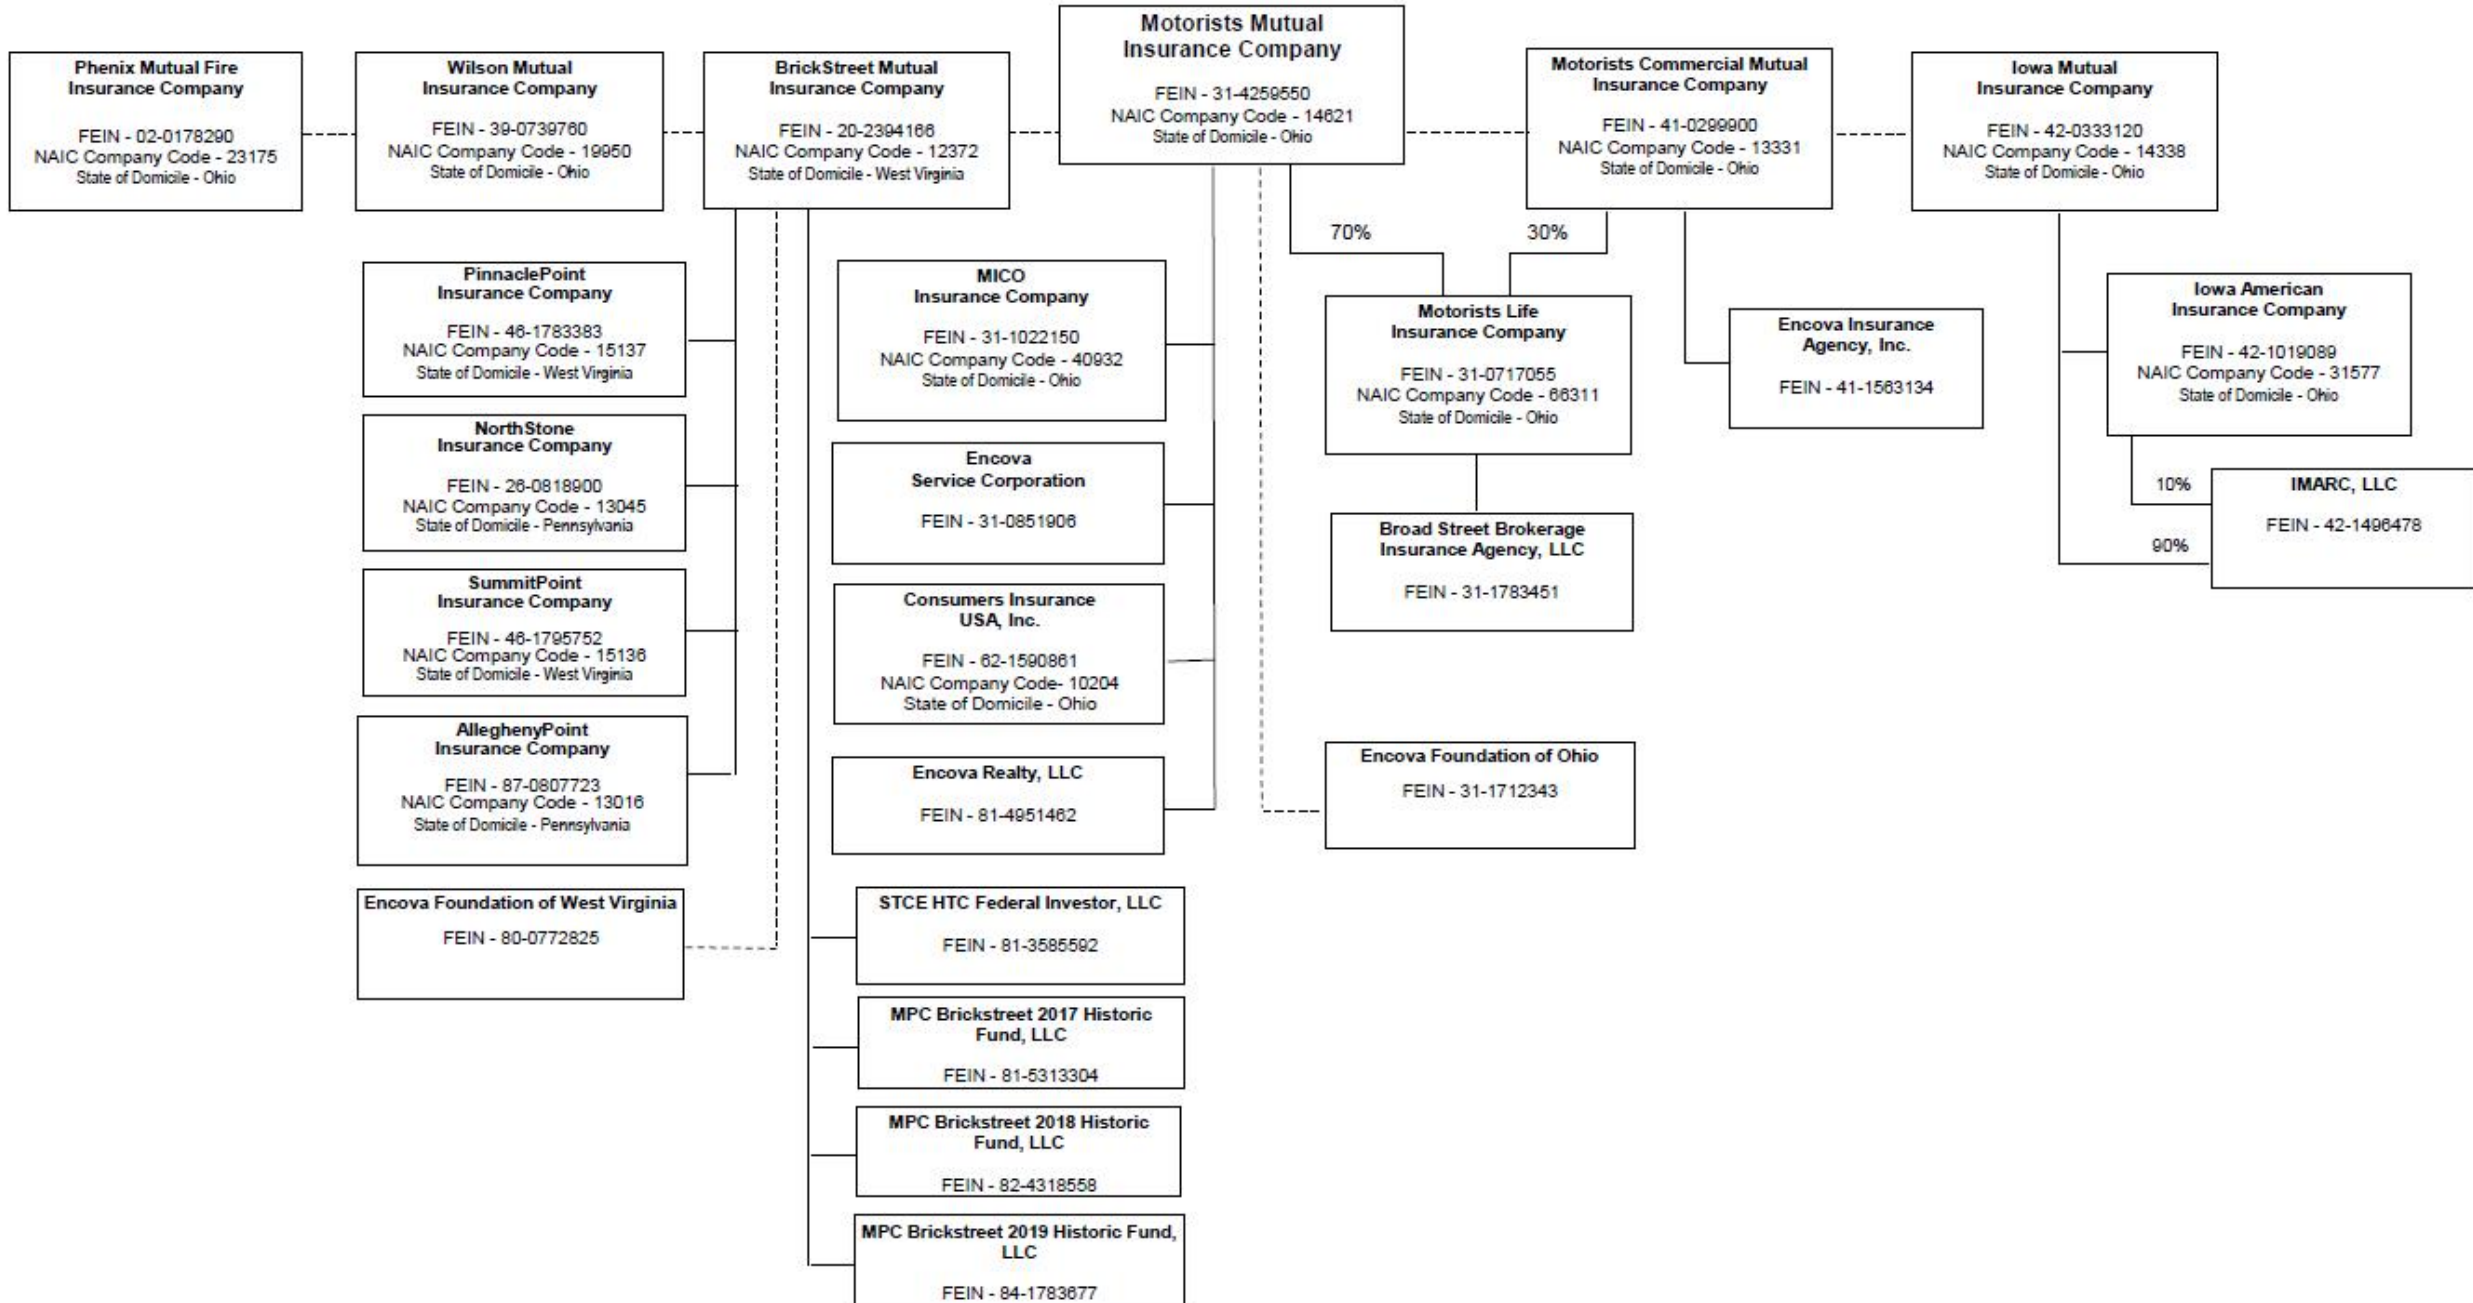 Motorists Mutual
Insurance Company
FEIN - 31-4259550
NAIC Company Code - 14621
State of Domicile - Ohio
Phenix Mutual Fire
Insurance Company
FEIN - 02-0178290
NAIC Company Code - 23175
State of Domicile - Ohio
Wilson Mutual
Insurance Company
FEIN - 39-0739760
NAIC Company Code - 19950
State of Domicile - Ohio
BrickStreet Mutual
Insurance Company
FEIN - 20-2394166
NAIC Company Code - 12372
State of Domicile - West Virginia
Motorists Commercial Mutual
Insurance Company
FEIN - 41-0299900
NAIC Company Code - 13331
State of Domicile - Ohio
Iowa Mutual
Insurance Company
FEIN - 42-0333120
NAIC Company Code - 14338
State of Domicile - Ohio
70%
30%
PinnaclePoint
Insurance Company
FEIN - 46-1783383
NAIC Company Code - 15137
State of Domicile - West Virginia
NorthStone
Insurance Company
FEIN - 26-0818900
NAIC Company Code - 13045
State of Domicile - Pennsylvania
SummitPoint
Insurance Company
FEIN - 46-1795752
NAIC Company Code - 15136
State of Domicile - West Virginia
AlleghenyPoint
Insurance Company
FEIN - 87-0807723
NAIC Company Code - 13016
State of Domicile - Pennsylvania
Encova Foundation of West Virginia
FEIN - 80-0772825
MICO
Insurance Company
FEIN - 31-1022150
NAIC Company Code - 40932
State of Domicile - Ohio
Encova
Service Corporation
FEIN - 31-0851906
Consumers Insurance
USA, Inc.
FEIN - 62-1590861
NAIC Company Code- 10204
State of Domicile - Ohio
Encova Realty, LLC
FEIN - 81-4951462
STCE HTC Federal Investor, LLC
FEIN - 81-3585592
MPC Brickstreet 2017 Historic
Fund, LLC
FEIN - 81-5313304
MPC Brickstreet 2018 Historic
Fund, LLC
FEIN - 82-4318558
MPC Brickstreet 2019 Historic Fund,
LLC
FEIN - 84-1783677
Motorists Life
Insurance Company
FEIN - 31-0717055
NAIC Company Code - 66311
State of Domicile - Ohio
Broad Street Brokerage
Insurance Agency, LLC
FEIN - 31-1783451
Encova Foundation of Ohio
FEIN - 31-1712343
Encova Insurance
Agency, Inc.
FEIN - 41-1563134
Iowa American
Insurance Company
FEIN - 42-1019089
NAIC Company Code - 31577
State of Domicile - Ohio
10%
90%
IMARC, LLC
FEIN - 42-1496478